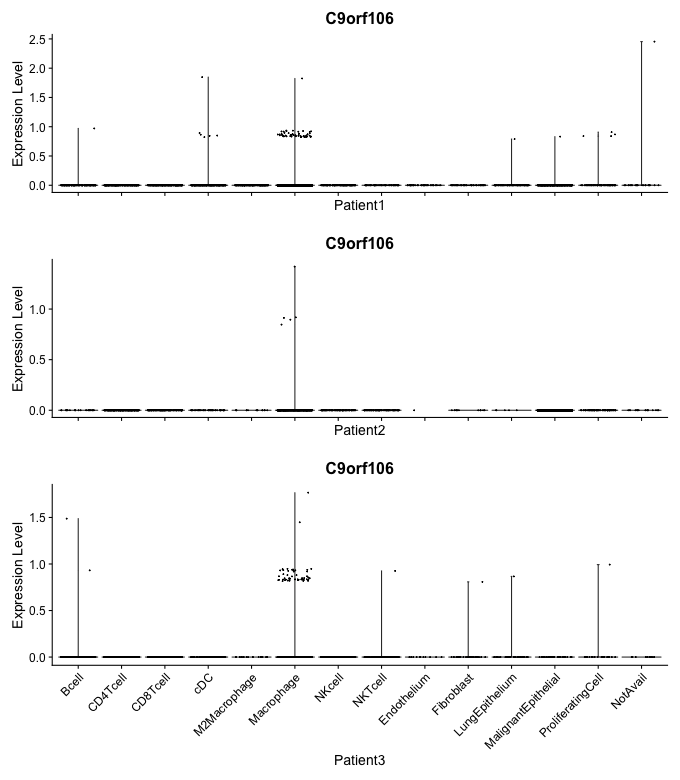 C9orf106
Expression Level
2.5
2.0
1.5
1.0
0.5
0.0
Patient1
C9orf106
Expression Level
1.0
0.5
0.0
Patient2
C9orf106
Expression Level
1.5
1.0
0.5
0.0
Bcell
CD4Tcell
CD8Tcell
cDC
M2Macrophage
Macrophage
NKcell
NKTcell
Endothelium
Fibroblast
LungEpithelium
MalignantEpithelial
ProliferatingCell
NotAvail
Patient3